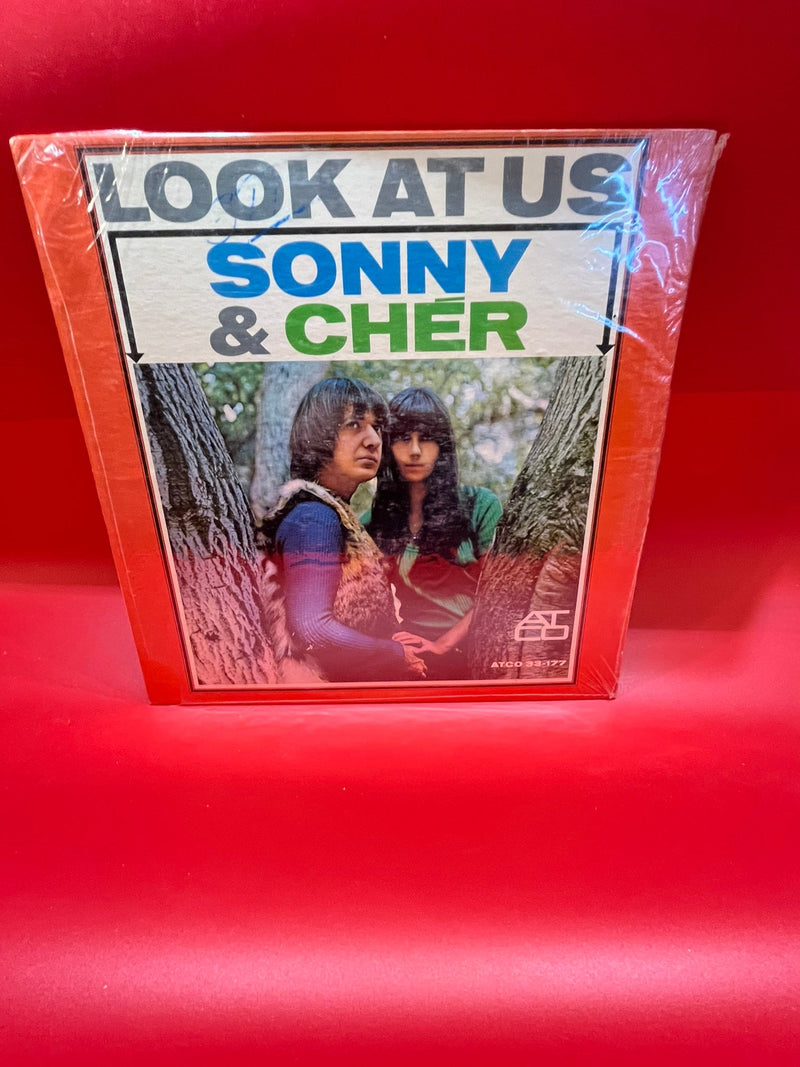 LOOK AT US
SONNY
& CHÉR
ATCO
ATCO 33-177